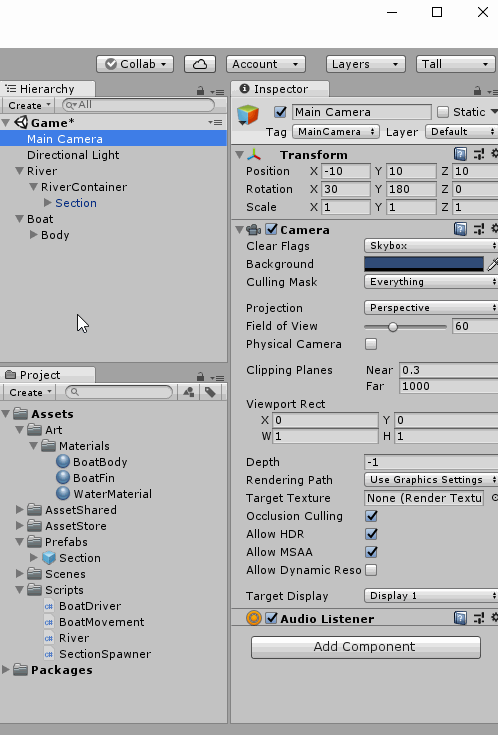 Collab Account Layers Tall
Hierarchy
Create All
Game*
Main Camera
Directional Light
River
RiverContainer
Section
Boat
Body
Project
Create
Assets
Art
Materials
BoatBody
BoatFin
WaterMaterial
AssetShared
AssetStore
Prefabs
Section
Scenes
Scripts
BoatDriver
BoatMovement
River
SectionSpawner
Packages
Inspector
Main Camera Static
Tag MainCamera Layer Default
Transform
Position X -10 Y 10 Z 10
Rotation X 30 Y 180 Z 0
Scale X 1 Y 1 Z 1
Camera
Clear Flags Skybox
Background
Culling Mask Everything
Projection Perspective
Field of View 60
Physical Camera
Clipping Planes Near 0.3
Far 1000
Viewport Rect
X 0 Y 0
W 1 H 1
Depth -1
Rendering Path Use Graphics Settings
Target Texture None (Render Textu
Occlusion Culling
Allow HDR
Allow MSAA
Allow Dynamic Reso
Target Display Display 1
Audio Listener
Add Component